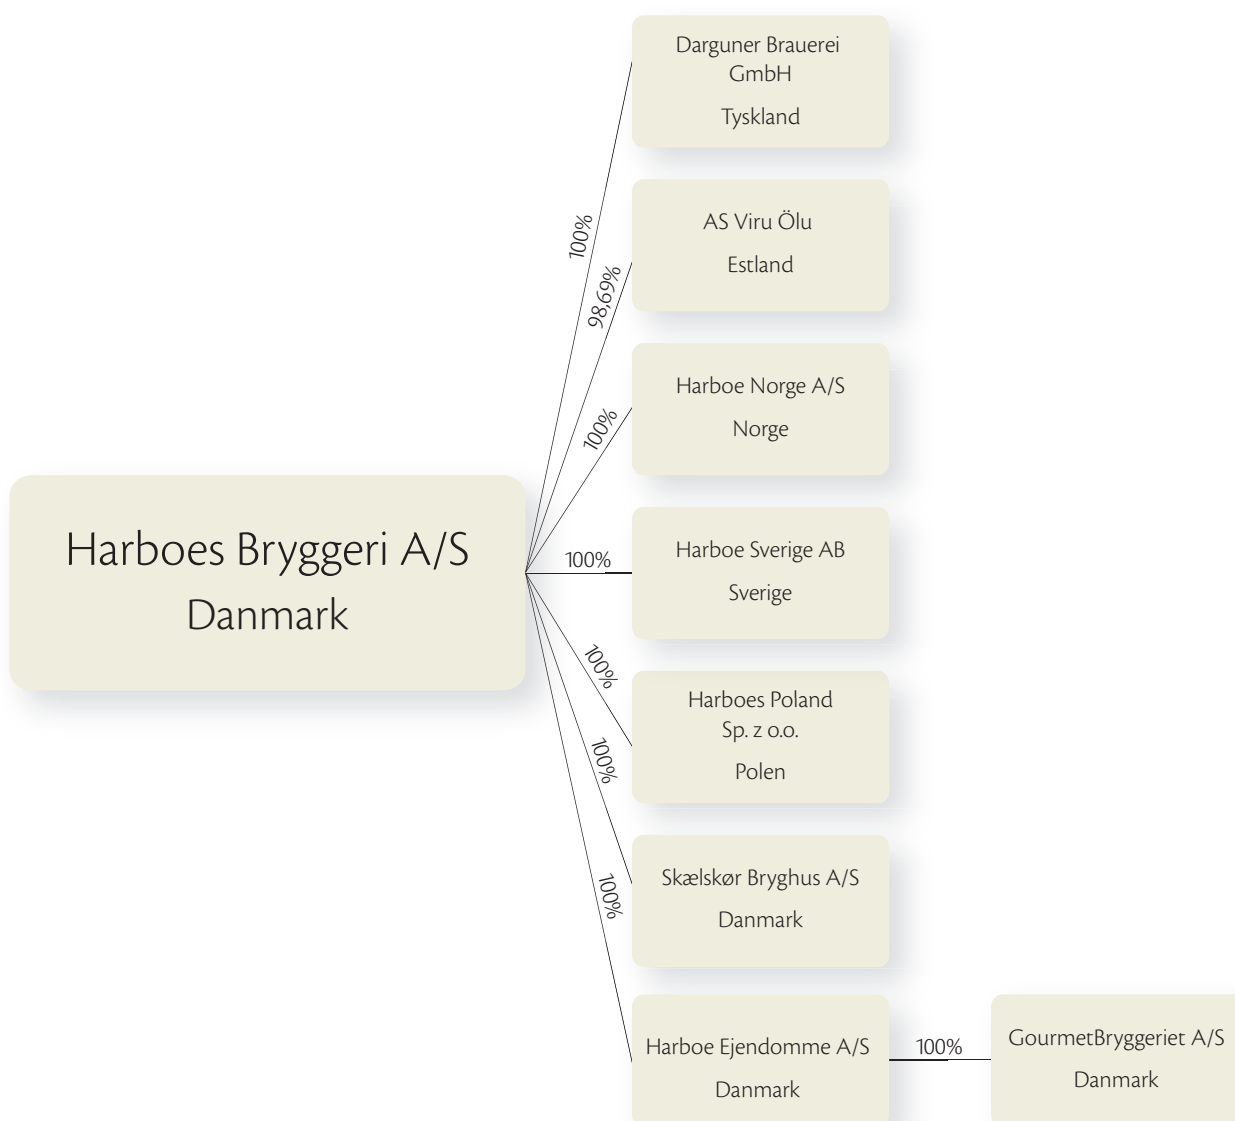 Darguner Brauerei
GmbH
Tyskland
100%
AS Viru Ölu
Estland
98,69%
Harboe Norge A/S
Norge
100%
Harboes Bryggeri A/S
Danmark
100%
Harboe Sverige AB
Sverige
100%
Harboes Poland
Sp. z o.o.
Polen
100%
Skælskør Bryghus A/S
Danmark
100%
Harboe Ejendomme A/S
Danmark
100%
GourmetBryggeriet A/S
Danmark